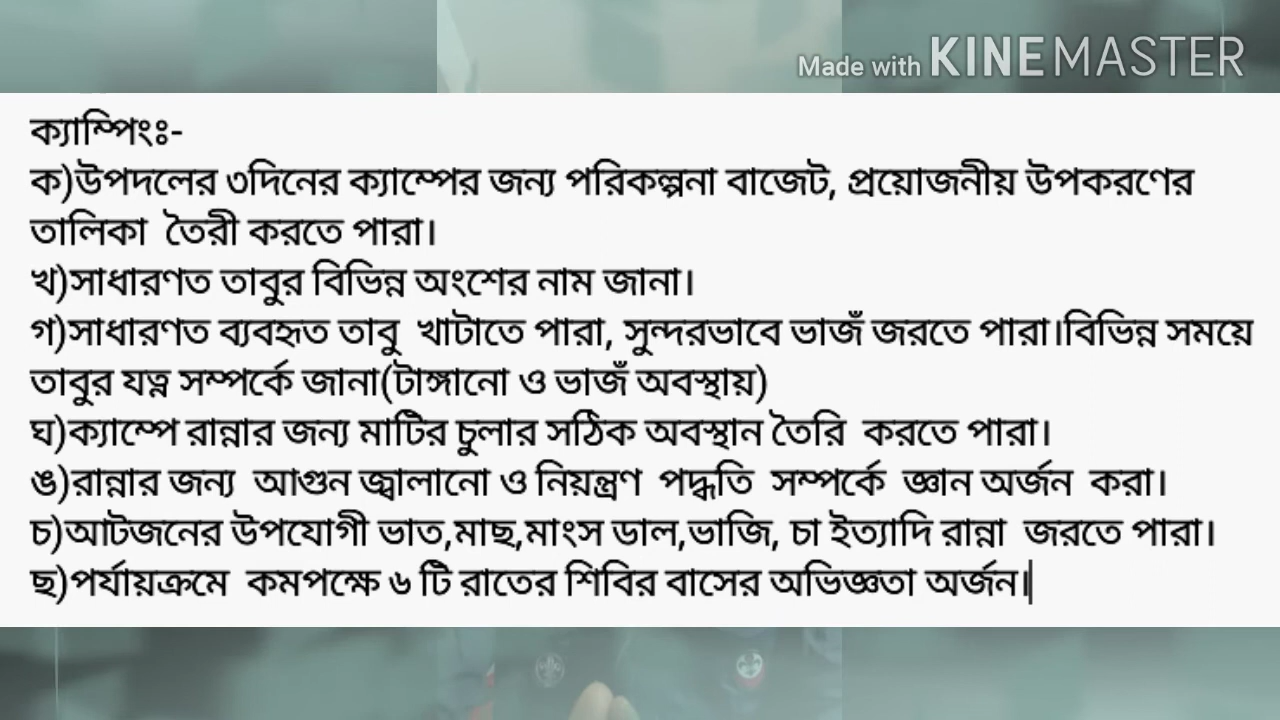 Made with KINEMASTER
ক্যাম্পিংঃ-
ক)উপদলের ৩দিনের ক্যাম্পের জন্য পরিকল্পনা বাজেট, প্রয়োজনীয় উপকরণের
তালিকা তৈরী করতে পারা।
খ)সাধারণত তাবুর বিভিন্ন অংশের নাম জানা।
গ)সাধারণত ব্যবহৃত তাবু খাটাতে পারা, সুন্দরভাবে ভাজঁ জরতে পারা।বিভিন্ন সময়ে
তাবুর যত্ন সম্পর্কে জানা(টাঙ্গানো ও ভাজঁ অবস্থায়)
ঘ)ক্যাম্পে রান্নার জন্য মাটির চুলার সঠিক অবস্থান তৈরি করতে পারা।
ঙ)রান্নার জন্য আগুন জ্বালানো ও নিয়ন্ত্রণ পদ্ধতি সম্পর্কে জ্ঞান অর্জন করা।
চ)আটজনের উপযোগী ভাত,মাছ,মাংস ডাল,ভাজি, চা ইত্যাদি রান্না জরতে পারা।
ছ)পর্যায়ক্রমে কমপক্ষে ৬ টি রাতের শিবির বাসের অভিজ্ঞতা অর্জন।